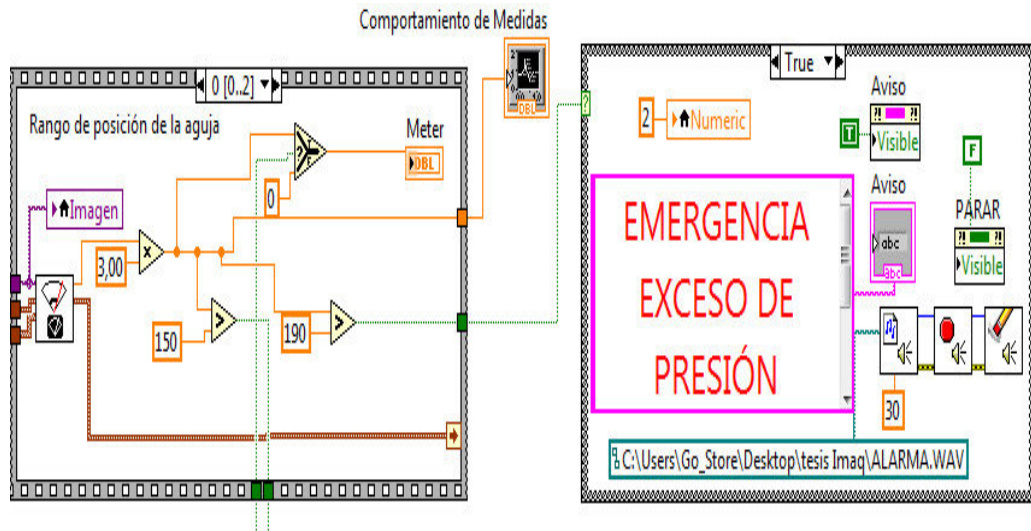 Comportamiento de Medidas
DBL
0 [0..2]
Rango de posición de la aguja
Meter
DBL
0
Imagen
x
3,00
>
150
190
>
True
?
2
Numeric
Aviso
T
Visible
F
EMERGENCIA
EXCESO DE
PRESIÓN
Aviso
abc
abc
PARAR
Visible
30
C:\Users\Go_Store\Desktop\tesis Imaq\ALARMA.WAV